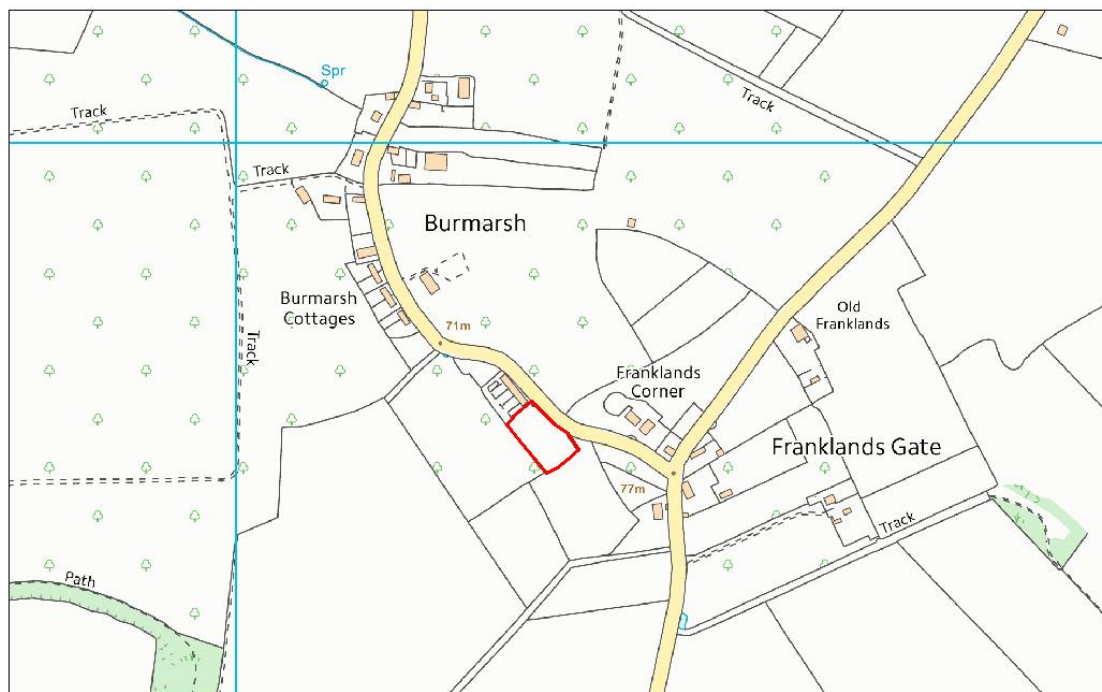 Spr
Track
Track
Track
Burmarsh
Burmarsh
Cottages
71m
Track
Old
Franklands
Franklands
Corner
Franklands Gate
77m
Track
Path